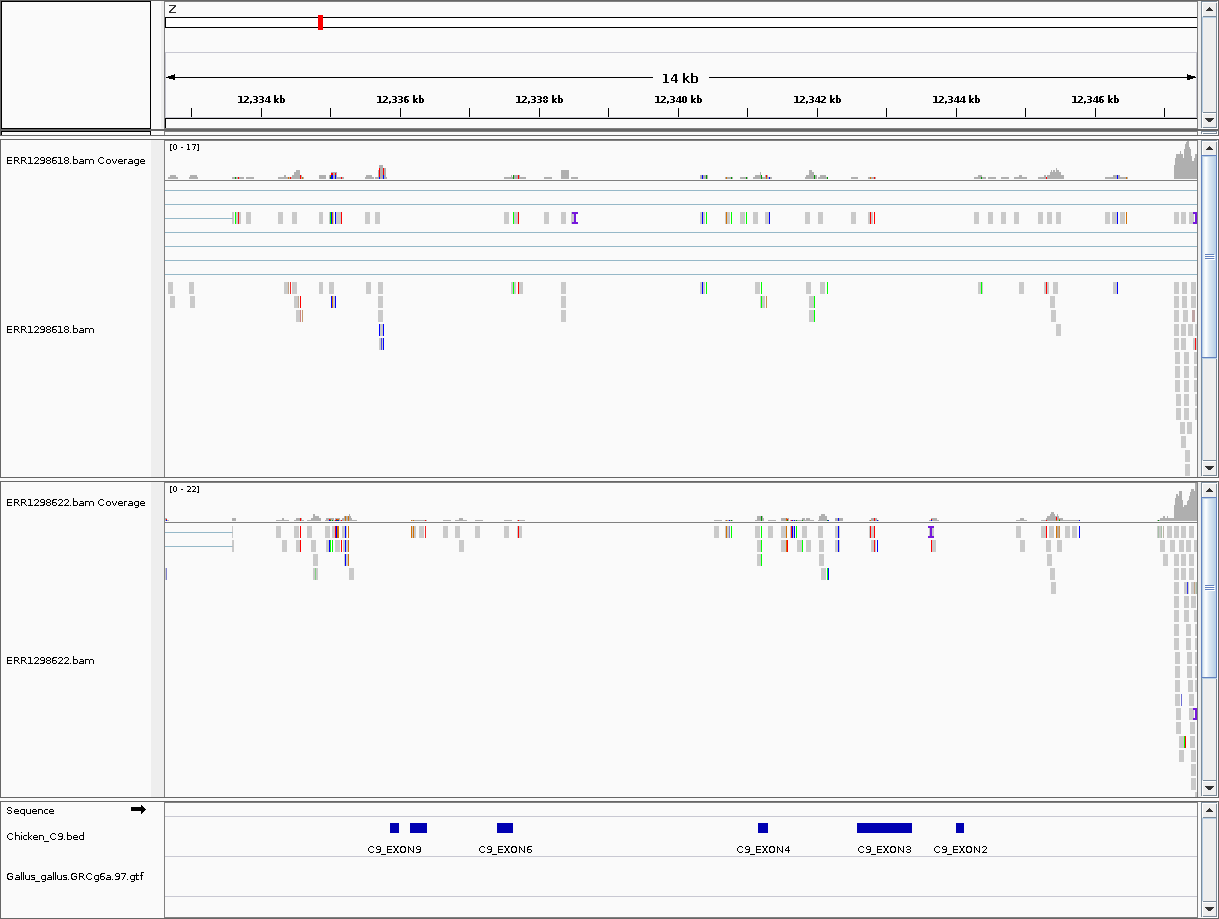 Z
14 kb
12,334 kb 12,336 kb 12,338 kb 12,340 kb 12,342 kb 12,344 kb 12,346 kb
[0 - 17]
ERR1298618.bam Coverage
ERR1298618.bam
[0 - 22]
ERR1298622.bam Coverage
ERR1298622.bam
Sequence
Chicken_C9.bed
C9_EXON9 C9_EXON6 C9_EXON4 C9_EXON3 C9_EXON2
Gallus_gallus.GRCg6a.97.gtf